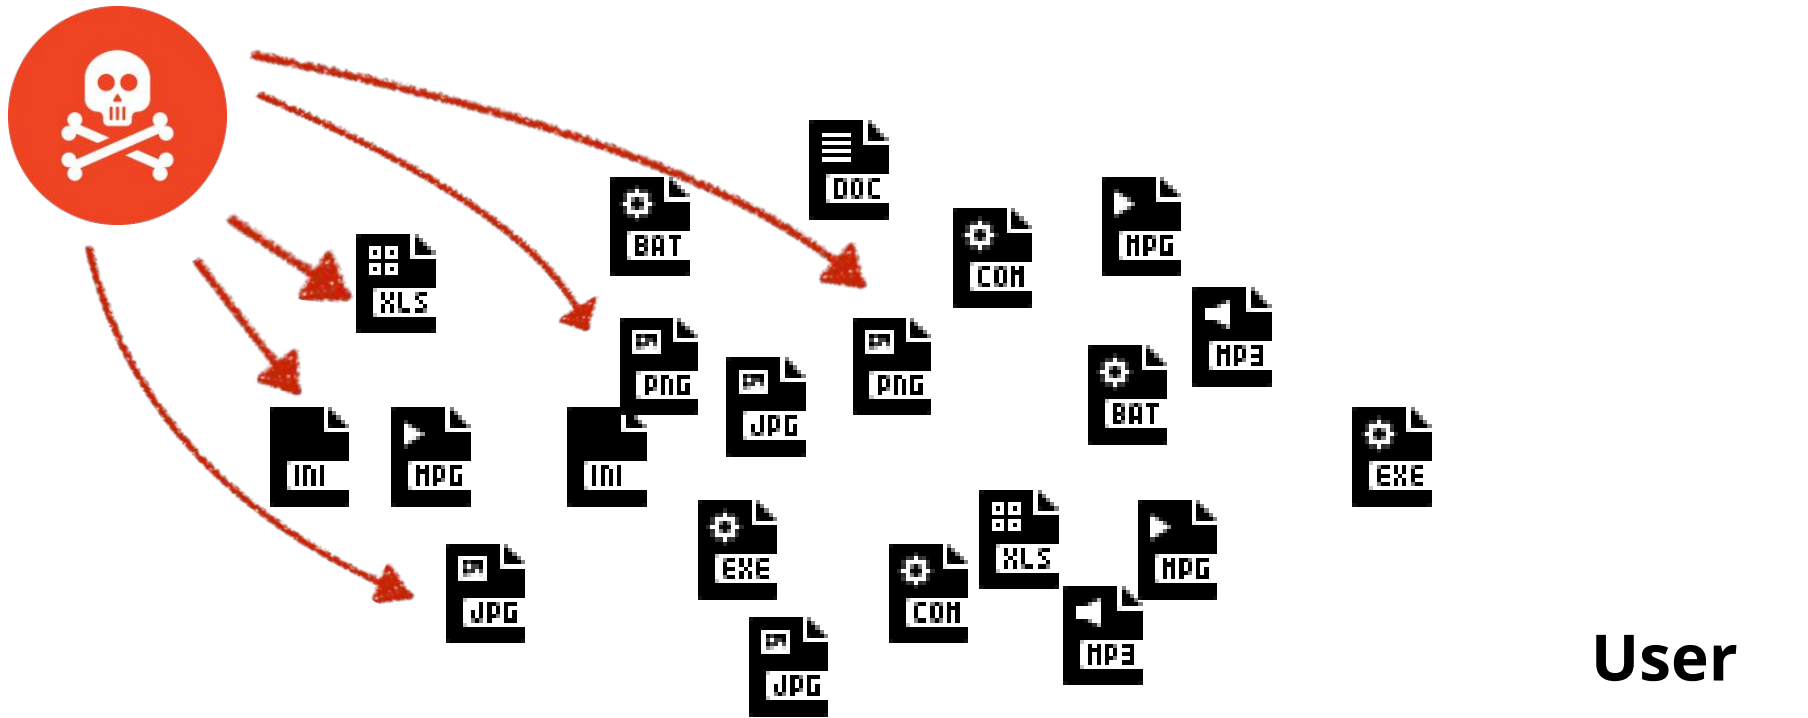 DOC
BAT
MPG
COM
XLS
MP3
PNG
PNG
BAT
JPG
INI
MPG
INI
EXE
EXE
XLS
MPG
JPG
COM
MP3
JPG
User